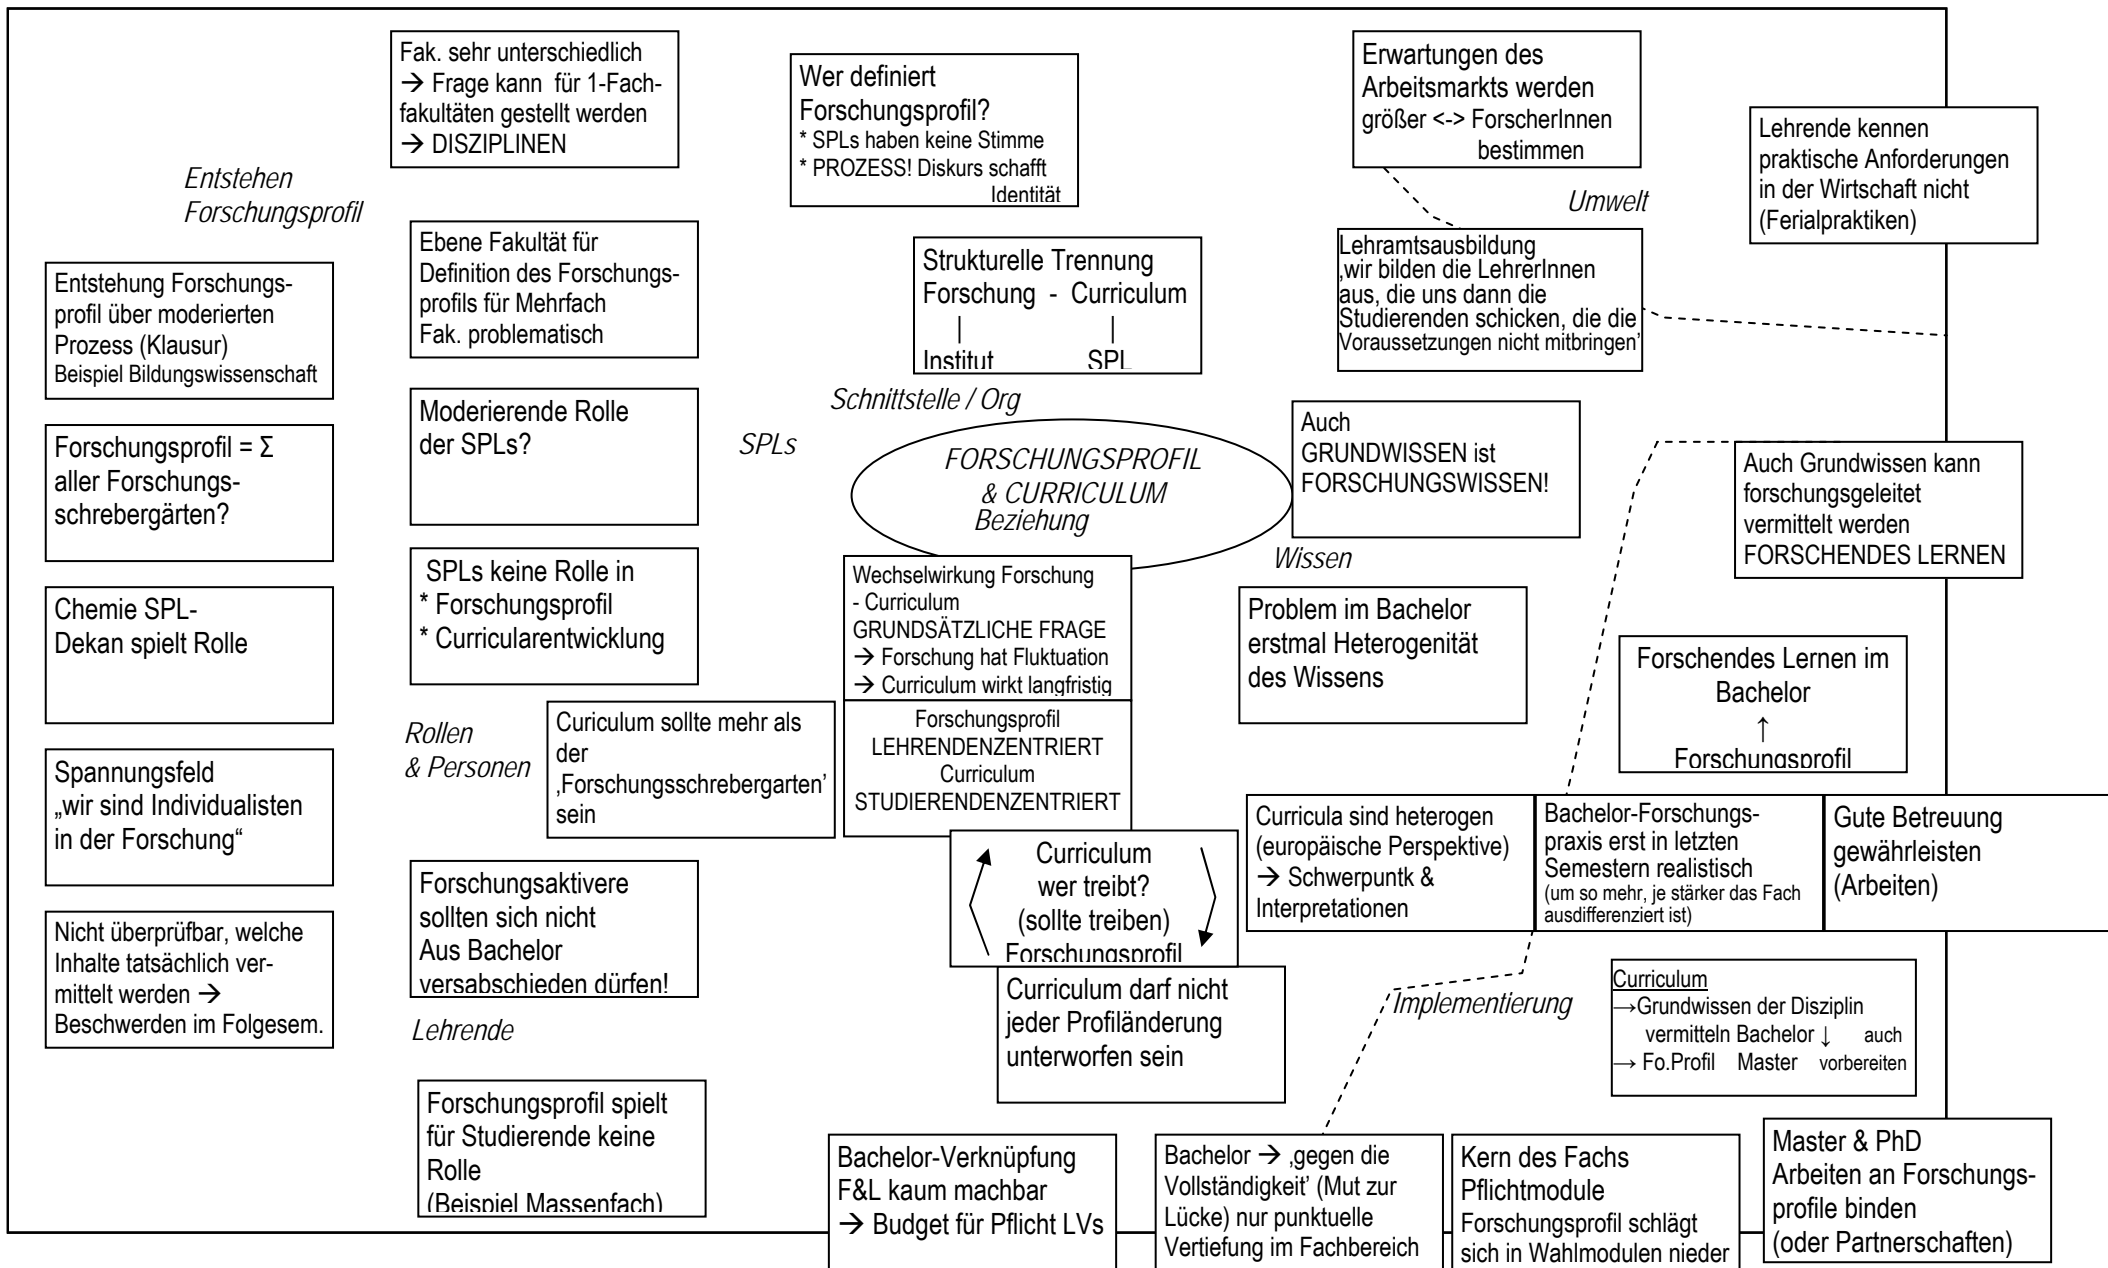 Fak. sehr unterschiedlich
→ Frage kann für 1-Fach-
fakultäten gestellt werden
→ DISZIPLINEN
Wer definiert
Forschungsprofil?
* SPLs haben keine Stimme
* PROZESS! Diskurs schafft
Identität
Erwartungen des
Arbeitsmarkts werden
größer <-> ForscherInnen
bestimmen
Lehrende kennen
praktische Anforderungen
in der Wirtschaft nicht
(Ferialpraktiken)
Entstehen
Forschungsprofil
Umwelt
Ebene Fakultät für
Definition des Forschungs-
profils für Mehrfach
Fak. problematisch
Strukturelle Trennung
Forschung - Curriculum
| |
Institut SPL
Lehramtsausbildung
‚wir bilden die LehrerInnen
aus, die uns dann die
Studierenden schicken, die die
Voraussetzungen nicht mitbringen’
Entstehung Forschungs-
profil über moderierten
Prozess (Klausur)
Beispiel Bildungswissenschaft
Moderierende Rolle
der SPLs?
SPLs
Schnittstelle / Org
FORSCHUNGSPROFIL
& CURRICULUM
Beziehung
Auch
GRUNDWISSEN ist
FORSCHUNGSWISSEN!
Auch Grundwissen kann
forschungsgeleitet
vermittelt werden
FORSCHENDES LERNEN
Forschungsprofil = Σ
aller Forschungs-
schrebergärten?
SPLs keine Rolle in
* Forschungsprofil
* Curricularentwicklung
Wechselwirkung Forschung
- Curriculum
GRUNDSÄTZLICHE FRAGE
→ Forschung hat Fluktuation
→ Curriculum wirkt langfristig
Wissen
Problem im Bachelor
erstmal Heterogenität
des Wissens
Chemie SPL-
Dekan spielt Rolle
Forschendes Lernen im
Bachelor
↑
Forschungsprofil
Rollen
& Personen
Curiculum sollte mehr als
der
‚Forschungsschrebergarten’
sein
Forschungsprofil
LEHRENDENZENTRIERT
Curriculum
STUDIERENDENZENTRIERT
Spannungsfeld
„wir sind Individualisten
in der Forschung“
Curricula sind heterogen
(europäische Perspektive)
→ Schwerpuntk &
Interpretationen
Bachelor-Forschungs-
praxis erst in letzten
Semestern realistisch
(um so mehr, je stärker das Fach
ausdifferenziert ist)
Gute Betreuung
gewährleisten
(Arbeiten)
Forschungsaktivere
sollten sich nicht
Aus Bachelor
versabschieden dürfen!
Curriculum
wer treibt?
(sollte treiben)
Forschungsprofil
Nicht überprüfbar, welche
Inhalte tatsächlich ver-
mittelt werden →
Beschwerden im Folgesem.
Lehrende
Curriculum darf nicht
jeder Profiländerung
unterworfen sein
Implementierung
Curriculum
→Grundwissen der Disziplin
vermitteln Bachelor ↓ auch
→ Fo.Profil Master vorbereiten
Forschungsprofil spielt
für Studierende keine
Rolle
(Beispiel Massenfach)
Bachelor-Verknüpfung
F&L kaum machbar
→ Budget für Pflicht LVs
Bachelor → ‚gegen die
Vollständigkeit’ (Mut zur
Lücke) nur punktuelle
Vertiefung im Fachbereich
Kern des Fachs
Pflichtmodule
Forschungsprofil schlägt
sich in Wahlmodulen nieder
Master & PhD
Arbeiten an Forschungs-
profile binden
(oder Partnerschaften)